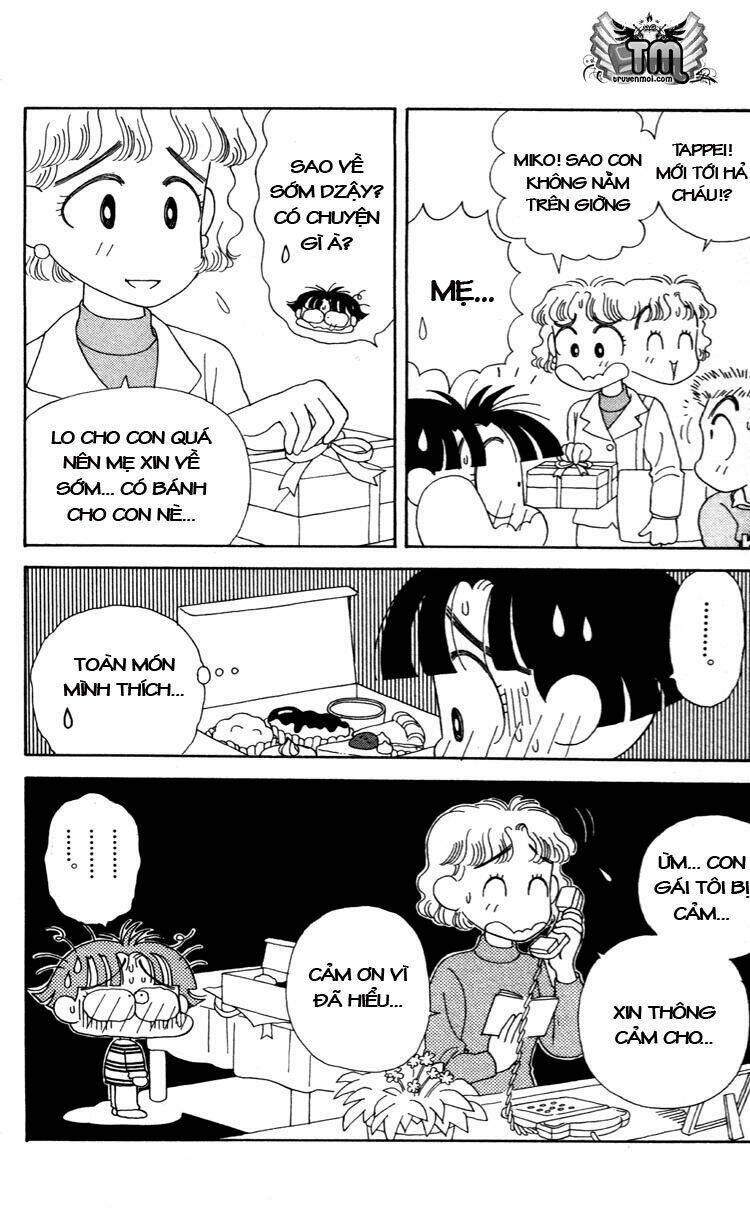 TM
truyenmoi.com
TAPPEI!
MỚI TỚI HẢ
CHÁU!?
MIKO! SAO CON
KHÔNG NẰM
TRÊN GIỜNG
MẸ...
SAO VỀ
SỚM DZẬY?
CÓ CHUYỆN
GÌ À?
LO CHO CON QUÁ
NÊN MẸ XIN VỀ
SỚM... CÓ BÁNH
CHO CON NÈ...
........
TOÀN MÓN
MÌNH THÍCH...
ỪM... CON
GÁI TÔI BỊ
CẢM...
XIN THÔNG
CẢM CHO...
CẢM ƠN VÌ
ĐÃ HIỂU...